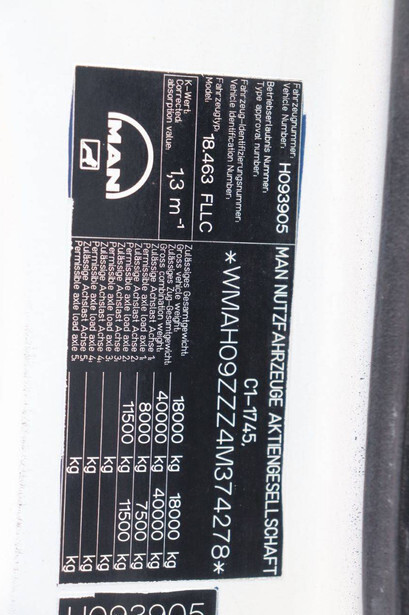 MAN NUTZFAHRZEUGE AKTIENGESELLSCHAFT
Fahrzeugnummer:
Vehicle Number: H093905
Betriebserlaubnis Nummer:
Type approval number: C1-1745,
Fahrzeug-Identifizierungsnummer:
Vehicle Identification Number: *WMAH09ZZZ4M374278*
Fahrzeugtyp:
Model: 18.463 FLLC
K-Wert:
Corrected absorption value: 1,3 m⁻¹
MAN
Zulässiges Gesamtgewicht:
Gross vehicle weight: 18000 kg 18000 kg
Zulässiges Zug-Gesamtgewicht:
Gross combination weight: 40000 kg 40000 kg
Zulässige Achslast Achse 1:
Permissible axle load axle 1: 8000 kg 7500 kg
Zulässige Achslast Achse 2:
Permissible axle load axle 2: 11500 kg 11500 kg
Zulässige Achslast Achse 3:
Permissible axle load axle 3: kg kg
Zulässige Achslast Achse 4:
Permissible axle load axle 4: kg kg
Zulässige Achslast Achse 5:
Permissible axle load axle 5: kg kg
H093905